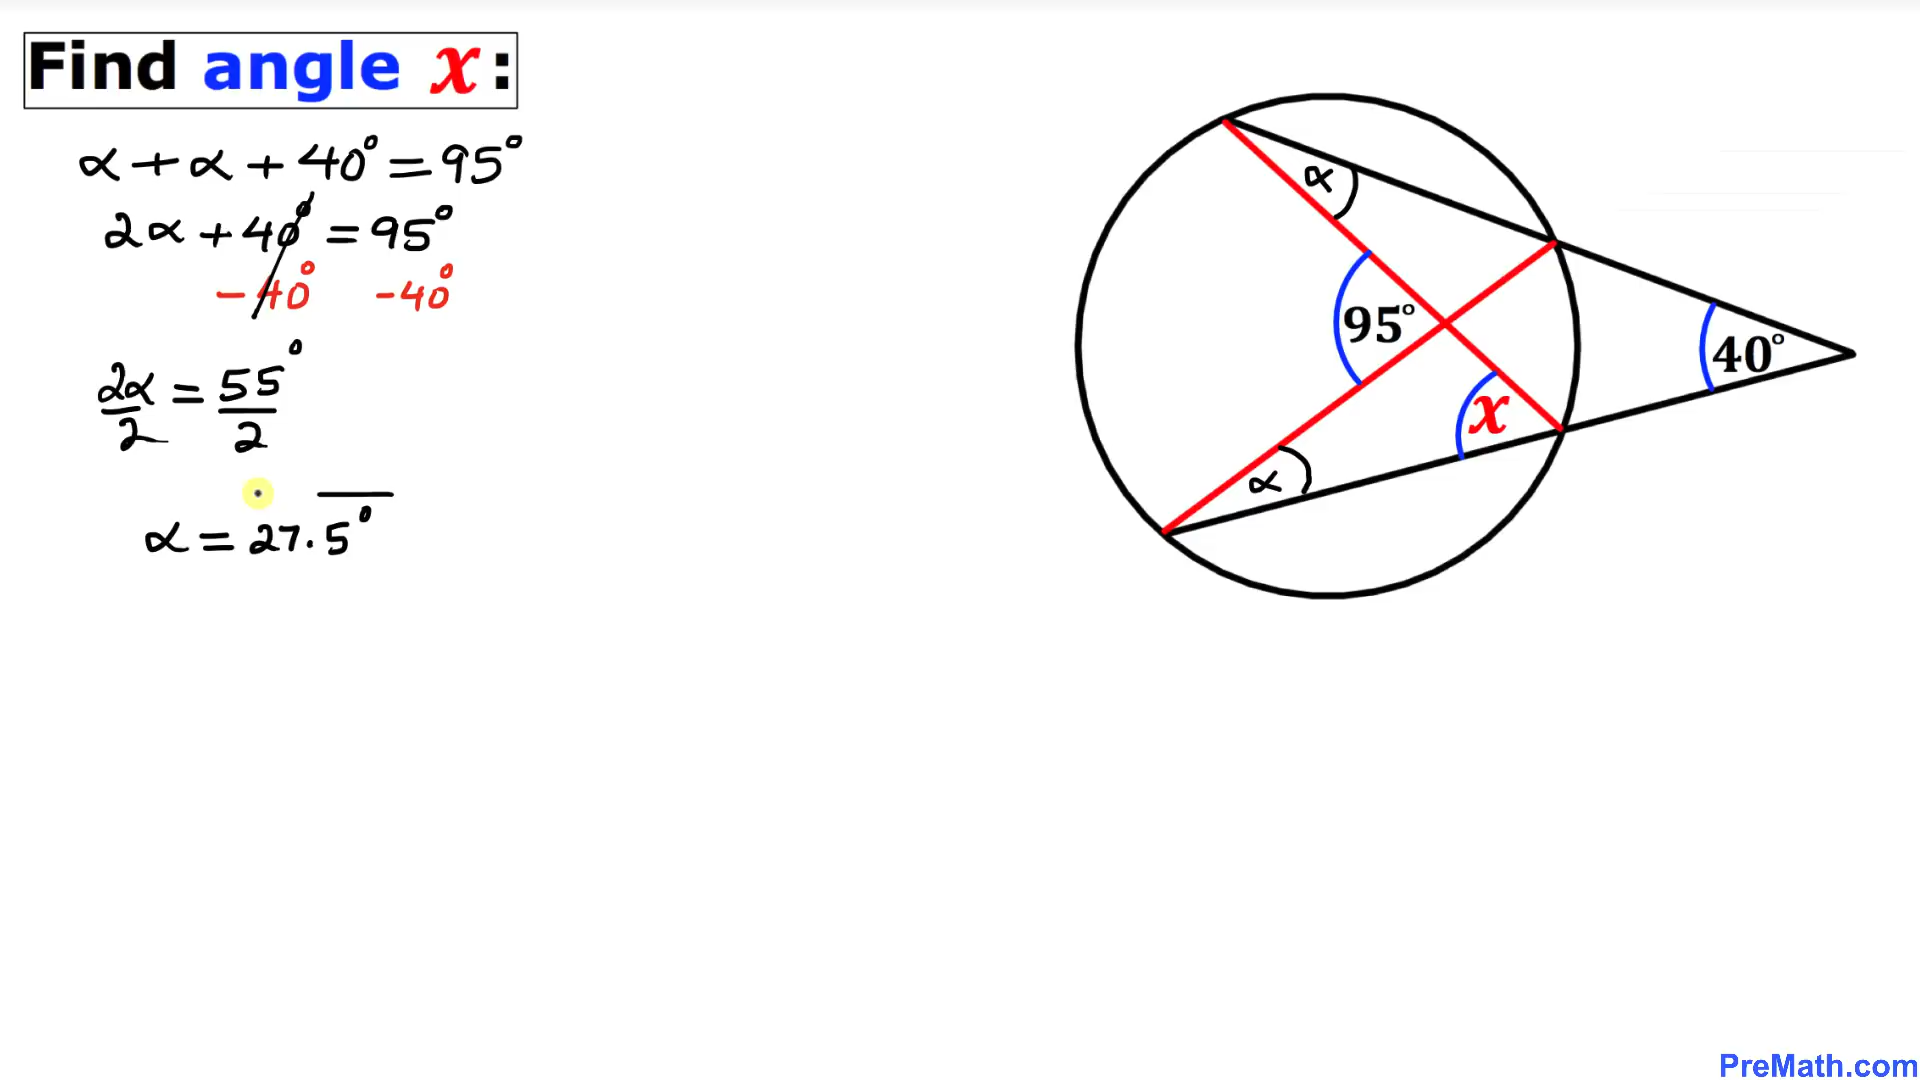 Find angle x:
α + α + 40° = 95°
2α + 40° = 95°
-40° -40°
2α = 55°
2 2
α = 27.5°
α
95°
40°
x
α
PreMath.com